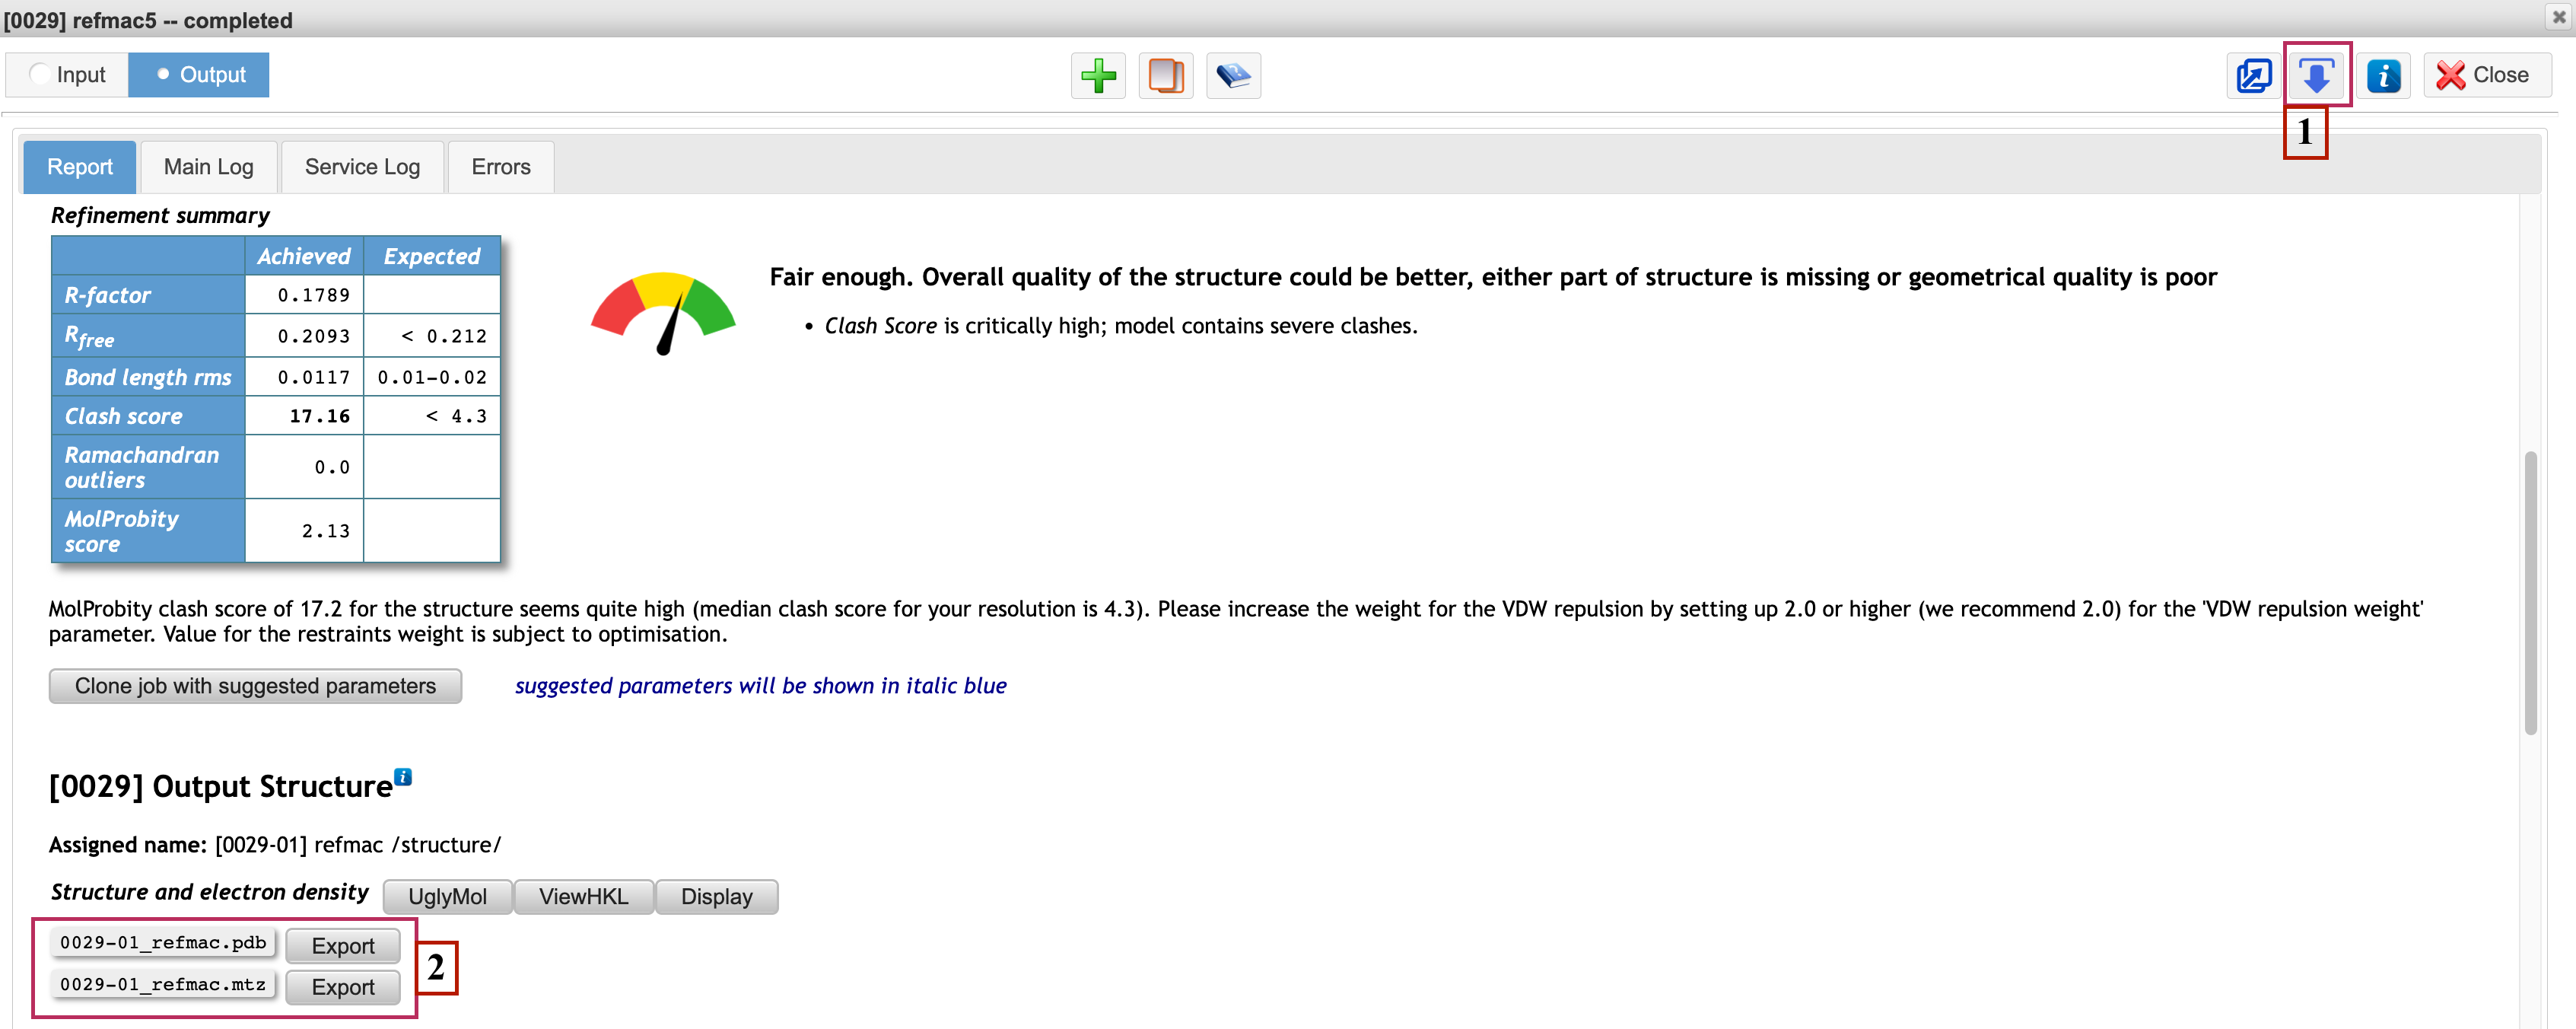 [0029] refmac5 -- completed
Input
Output
Close
1
Report
Main Log
Service Log
Errors
Refinement summary
Achieved Expected
R-factor 0.1789
Rfree 0.2093 < 0.212
Bond length rms 0.0117 0.01-0.02
Clash score 17.16 < 4.3
Ramachandran
outliers 0.0
MolProbity
score 2.13
Fair enough. Overall quality of the structure could be better, either part of structure is missing or geometrical quality is poor
• Clash Score is critically high; model contains severe clashes.
MolProbity clash score of 17.2 for the structure seems quite high (median clash score for your resolution is 4.3). Please increase the weight for the VDW repulsion by setting up 2.0 or higher (we recommend 2.0) for the 'VDW repulsion weight'
parameter. Value for the restraints weight is subject to optimisation.
Clone job with suggested parameters
suggested parameters will be shown in italic blue
[0029] Output Structure i
Assigned name: [0029-01] refmac /structure/
Structure and electron density UglyMol ViewHKL Display
0029-01_refmac.pdb Export
0029-01_refmac.mtz Export
2